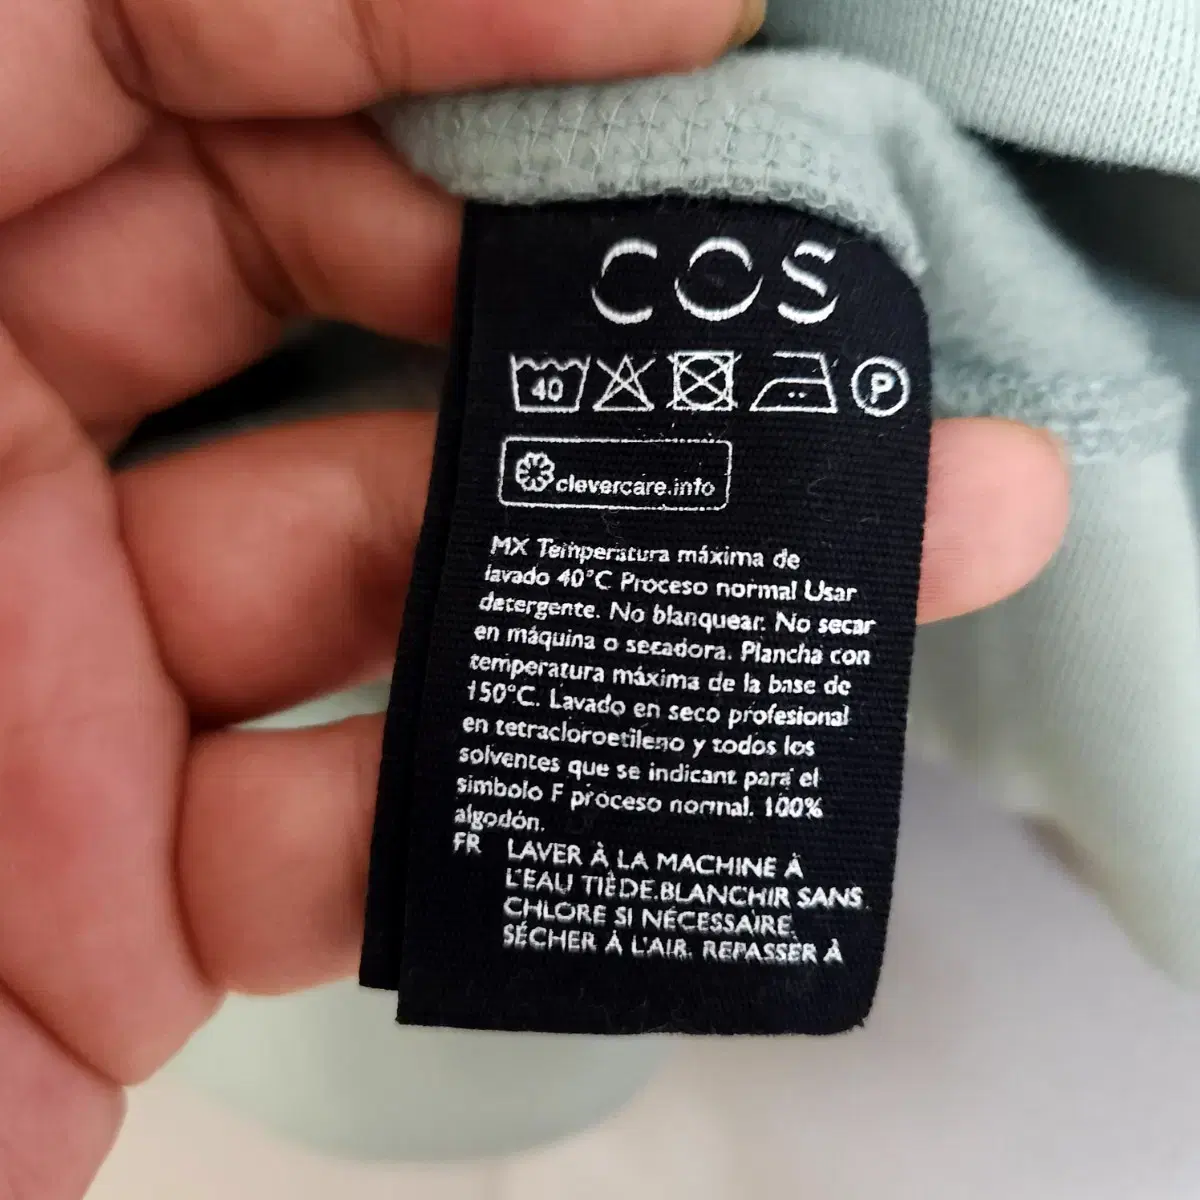 COS
40 P
clevercare.info
MX Temperatura máxima de
lavado 40°C Proceso normal Usar
detergente. No blanquear. No secar
en máquina o secadora. Plancha con
temperatura máxima de la base de
150°C. Lavado en seco profesional
en tetracloroetileno y todos los
solventes que se indicant para el
simbolo F proceso normal. 100%
algodón.
FR LAVER À LA MACHINE À
L'EAU TIÈDE.BLANCHIR SANS
CHLORE SI NÉCESSAIRE.
SÉCHER À L'AIR. REPASSER À